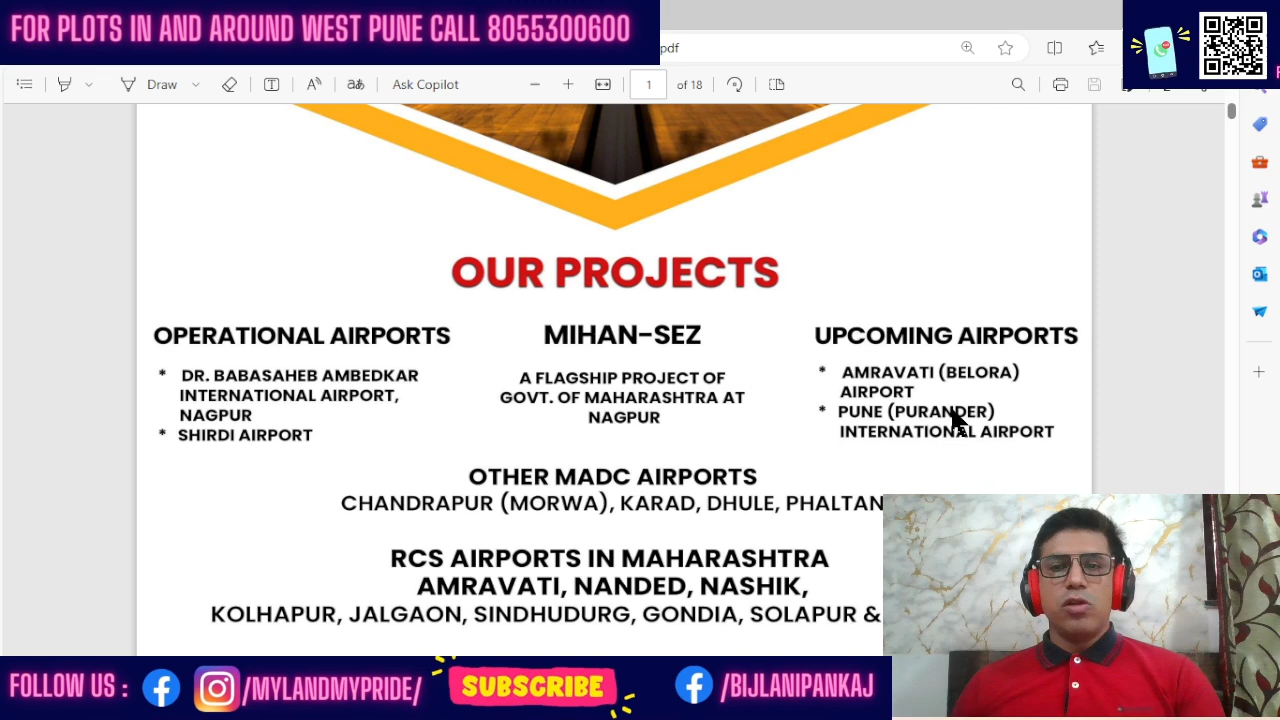 FOR PLOTS IN AND AROUND WEST PUNE CALL 8055300600
pdf
Draw
Ask Copilot
1 of 18
OUR PROJECTS
OPERATIONAL AIRPORTS
* DR. BABASAHEB AMBEDKAR
INTERNATIONAL AIRPORT,
NAGPUR
* SHIRDI AIRPORT
MIHAN-SEZ
A FLAGSHIP PROJECT OF
GOVT. OF MAHARASHTRA AT
NAGPUR
UPCOMING AIRPORTS
* AMRAVATI (BELORA)
AIRPORT
* PUNE (PURANDER)
INTERNATIONAL AIRPORT
OTHER MADC AIRPORTS
CHANDRAPUR (MORWA), KARAD, DHULE, PHALTAN
RCS AIRPORTS IN MAHARASHTRA
AMRAVATI, NANDED, NASHIK,
KOLHAPUR, JALGAON, SINDHUDURG, GONDIA, SOLAPUR &
FOLLOW US : /MYLANDMYPRIDE/ SUBSCRIBE /BIJLANIPANKAJ